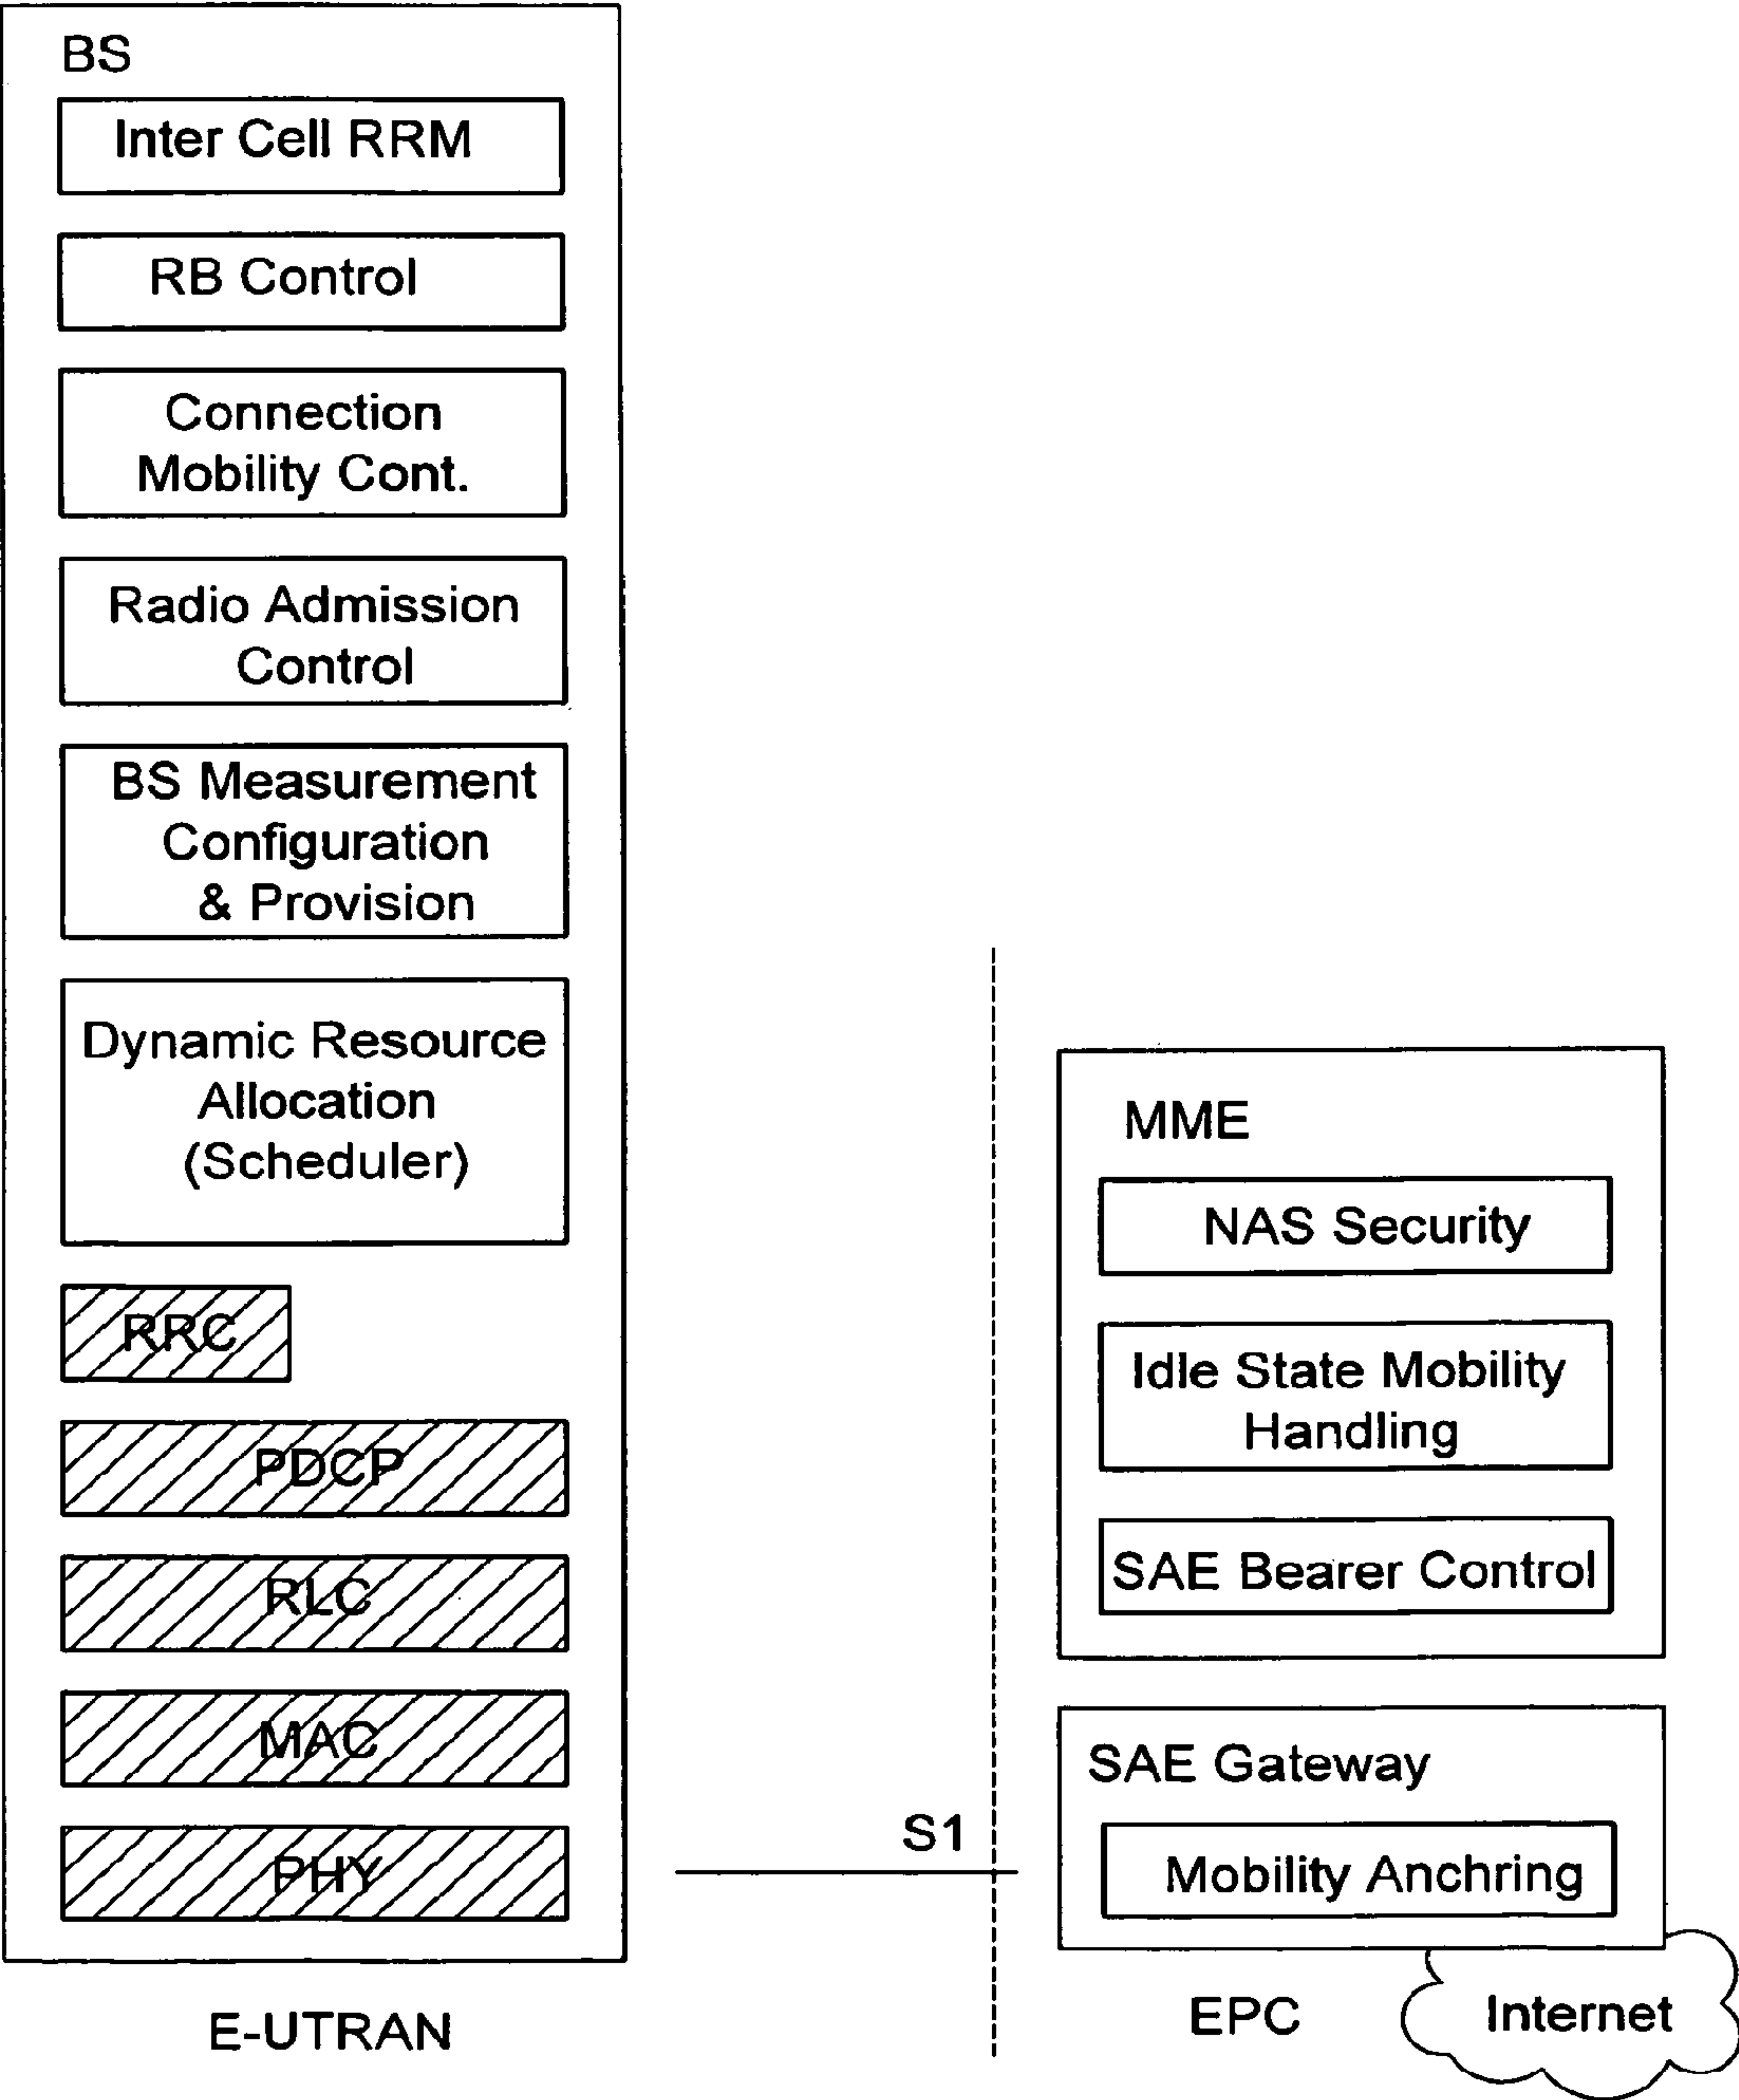 BS
Inter Cell RRM
RB Control
Connection
Mobility Cont.
Radio Admission
Control
BS Measurement
Configuration
& Provision
Dynamic Resource
Allocation
(Scheduler)
RRC
PDCP
RLC
MAC
PHY
E-UTRAN
S1
MME
NAS Security
Idle State Mobility
Handling
SAE Bearer Control
SAE Gateway
Mobility Anchring
EPC
Internet